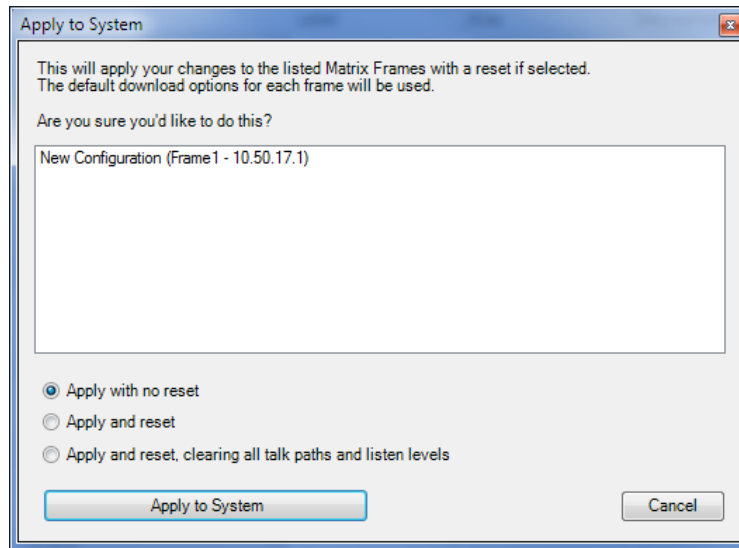 Apply to System
This will apply your changes to the listed Matrix Frames with a reset if selected.
The default download options for each frame will be used.
Are you sure you'd like to do this?
New Configuration (Frame1 - 10.50.17.1)
Apply with no reset
Apply and reset
Apply and reset, clearing all talk paths and listen levels
Apply to System
Cancel